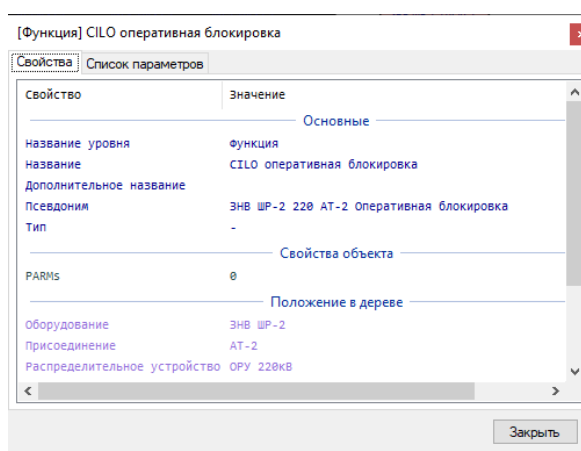 [Функция] CILO оперативная блокировка
Свойства Список параметров
Свойство Значение
Основные
Название уровня Функция
Название CILO оперативная блокировка
Дополнительное название
Псевдоним ЗНВ ШР-2 220 АТ-2 Оперативная блокировка
Тип -
Свойства объекта
PARMs 0
Положение в дереве
Оборудование ЗНВ ШР-2
Присоединение АТ-2
Распределительное устройство ОРУ 220кВ
Закрыть